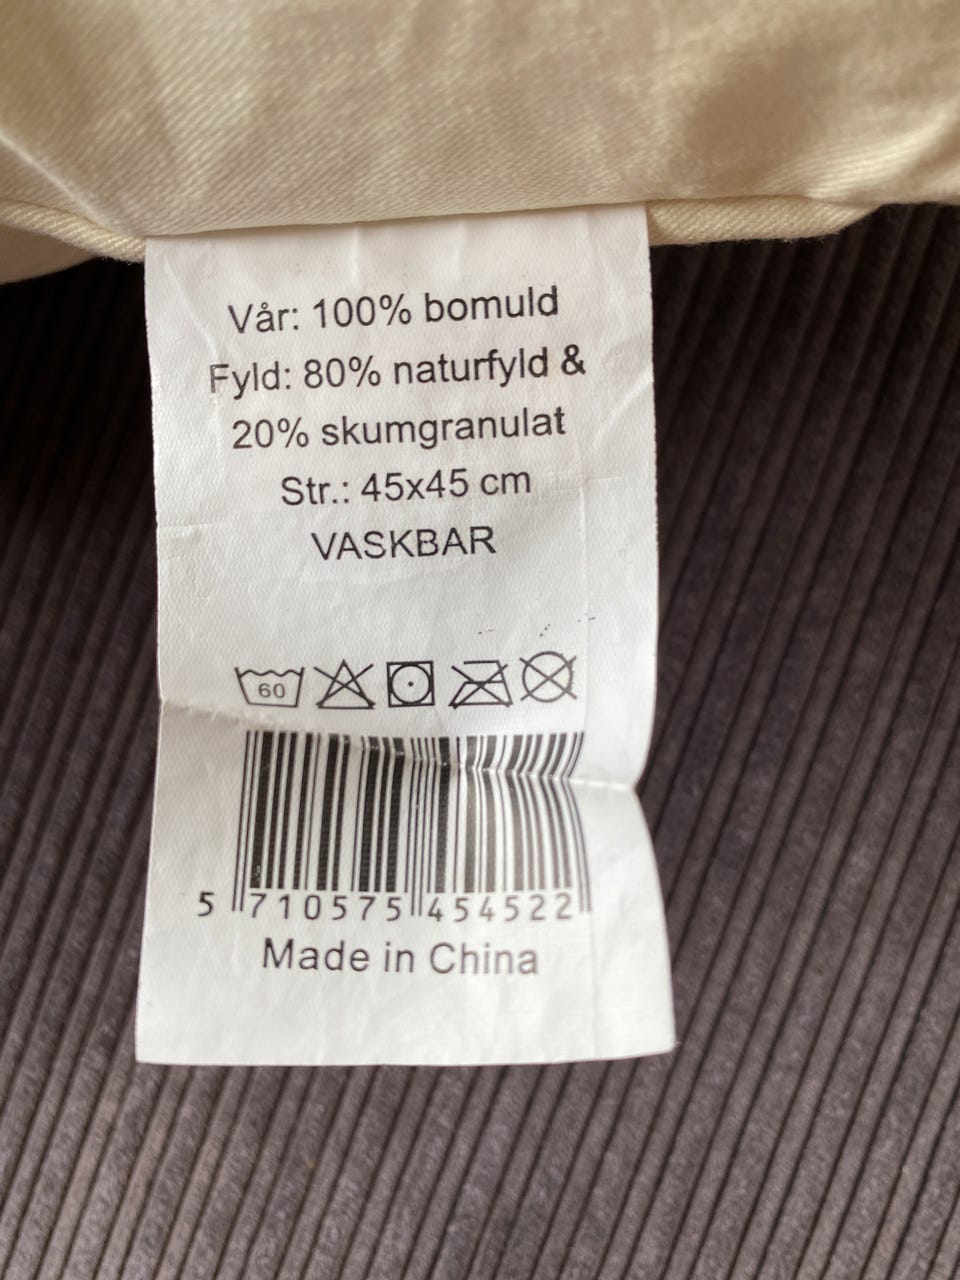 Vår: 100% bomuld
Fyld: 80% naturfyld &
20% skumgranulat
Str.: 45x45 cm
VASKBAR
60
5 710575 454522
Made in China